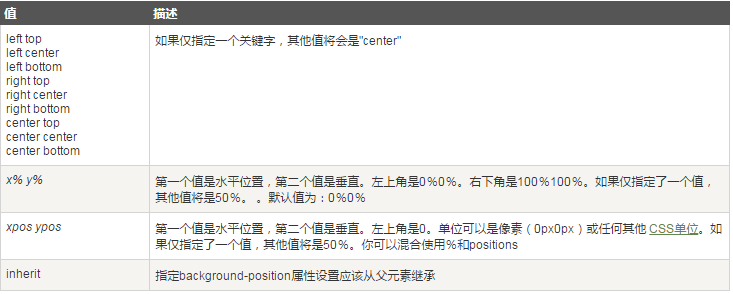 值 描述
left top
left center
left bottom
right top
right center
right bottom
center top
center center
center bottom
如果仅指定一个关键字，其他值将会是"center"
x% y%
第一个值是水平位置，第二个值是垂直。左上角是0％0％。右下角是100％100％。如果仅指定了一个值，
其他值将是50％。 。默认值为：0％0％
xpos ypos
第一个值是水平位置，第二个值是垂直。左上角是0。单位可以是像素（0px0px）或任何其他 CSS单位。如
果仅指定了一个值，其他值将是50％。你可以混合使用％和positions
inherit
指定background-position属性设置应该从父元素继承